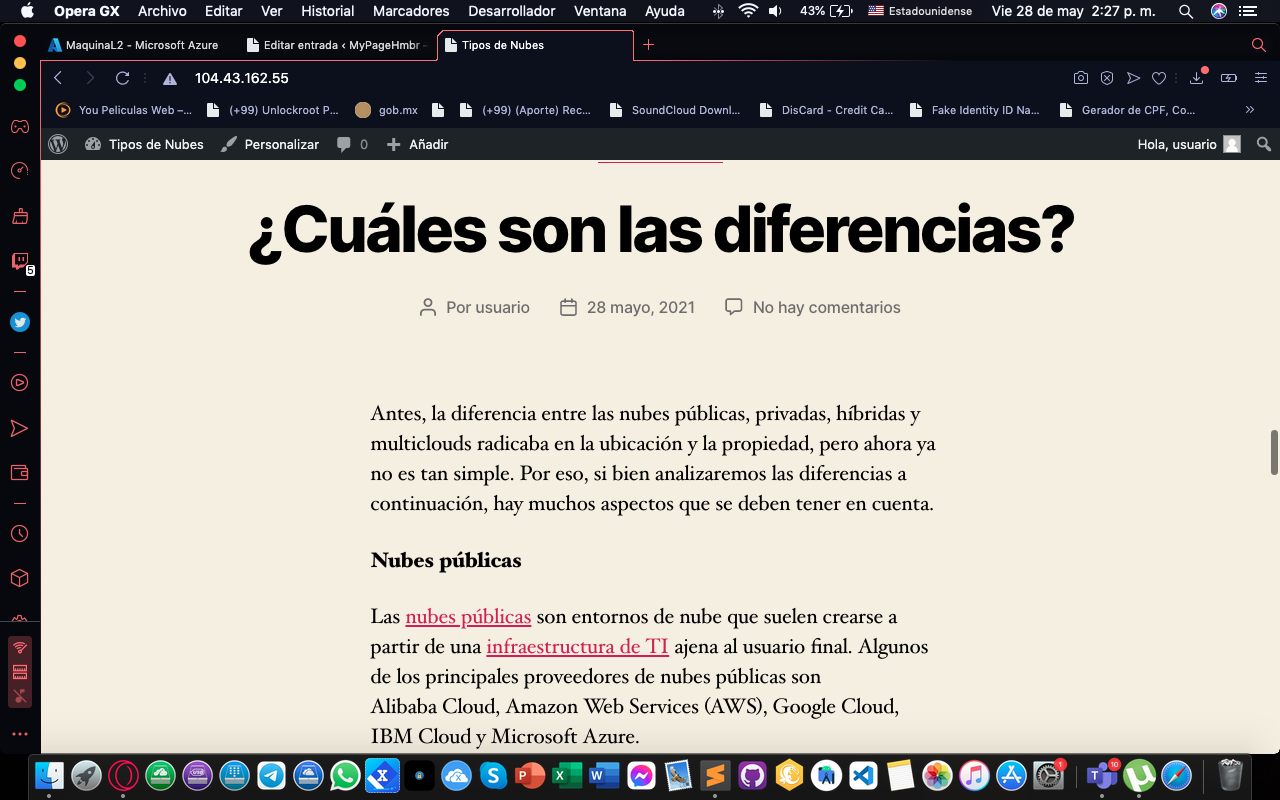 Opera GX Archivo Editar Ver Historial Marcadores Desarrollador Ventana Ayuda 43% Estadounidense Vie 28 de may 2:27 p. m.
MaquinaL2 - Microsoft Azure Editar entrada ‹ MyPageHmbr – Tipos de Nubes
104.43.162.55
You Peliculas Web –... (+99) Unlockroot P... gob.mx (+99) (Aporte) Rec... SoundCloud Downl... DisCard - Credit Ca... Fake Identity ID Na... Gerador de CPF, Co... »
Tipos de Nubes Personalizar 0 Añadir Hola, usuario
¿Cuáles son las diferencias?
Por usuario 28 mayo, 2021 No hay comentarios
Antes, la diferencia entre las nubes públicas, privadas, híbridas y
multiclouds radicaba en la ubicación y la propiedad, pero ahora ya
no es tan simple. Por eso, si bien analizaremos las diferencias a
continuación, hay muchos aspectos que se deben tener en cuenta.
Nubes públicas
Las nubes públicas son entornos de nube que suelen crearse a
partir de una infraestructura de TI ajena al usuario final. Algunos
de los principales proveedores de nubes públicas son
Alibaba Cloud, Amazon Web Services (AWS), Google Cloud,
IBM Cloud y Microsoft Azure.
5
1
10